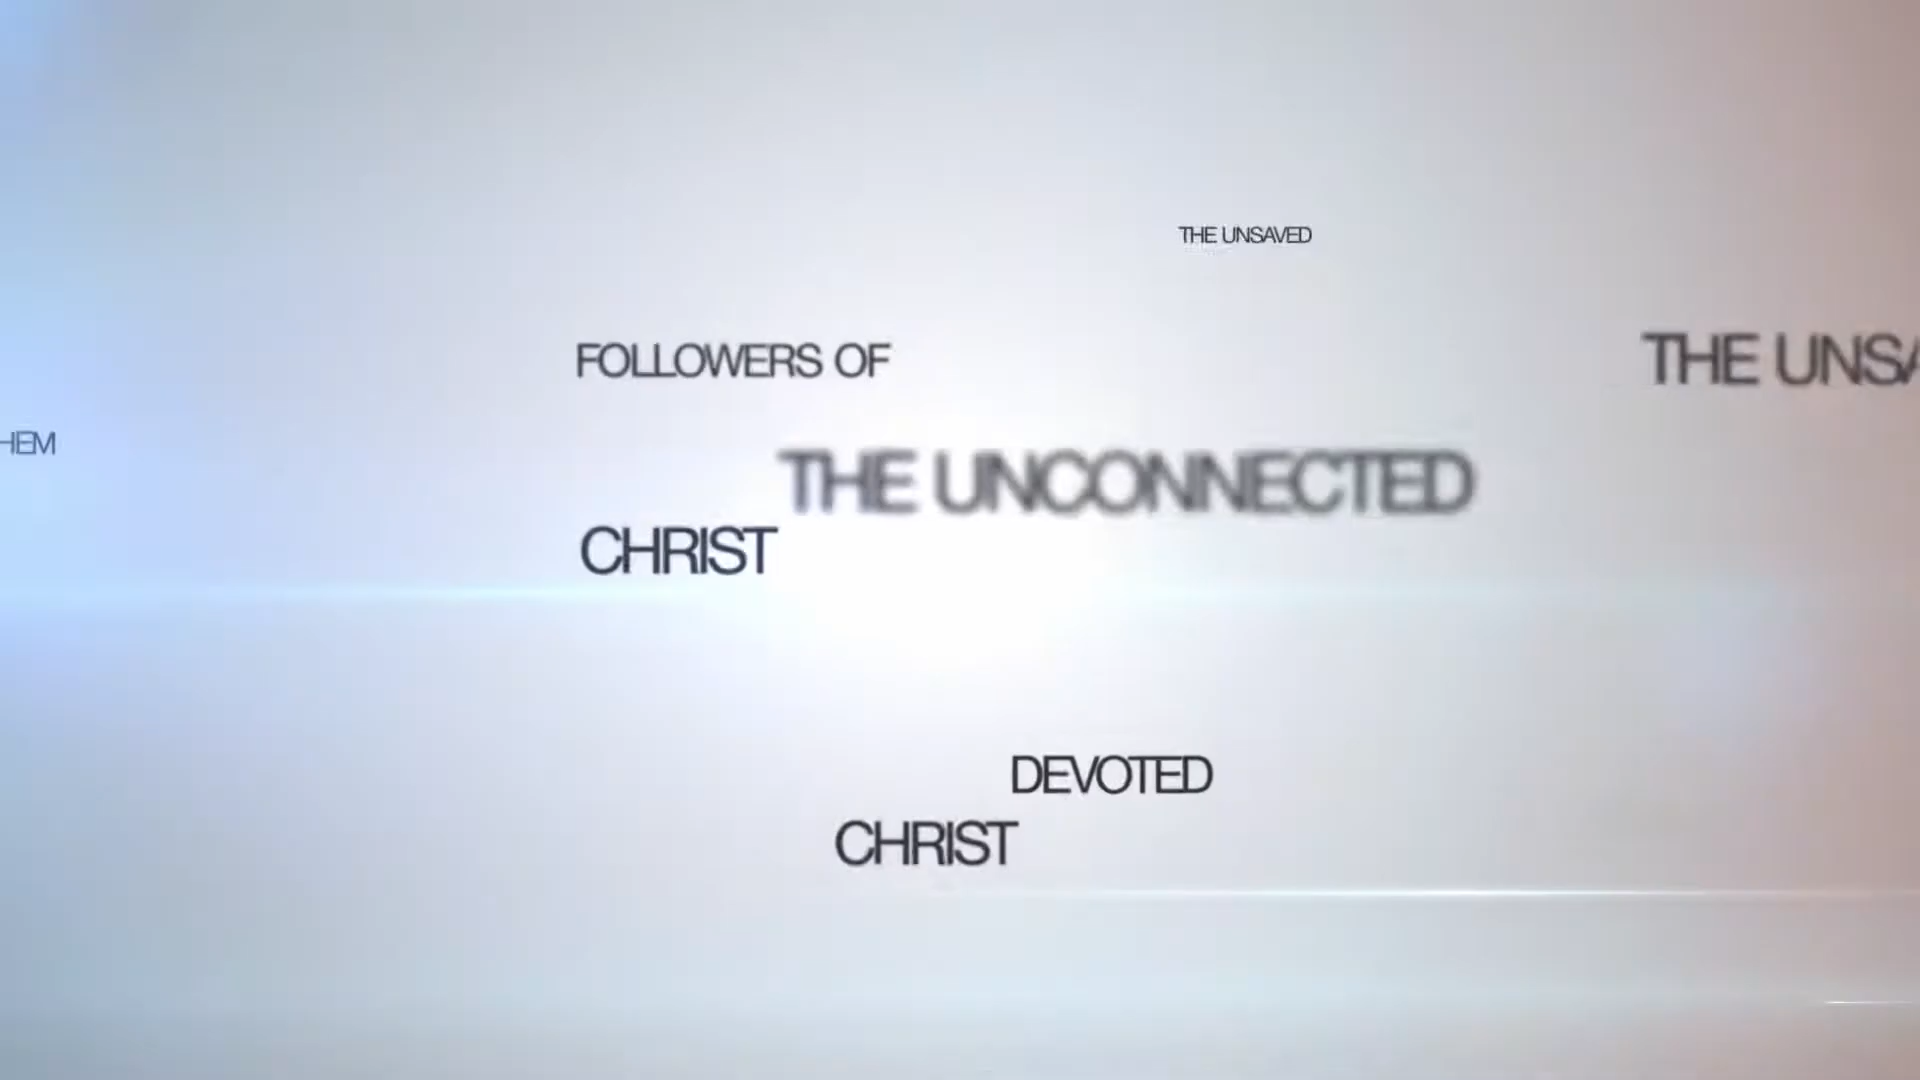 THE UNSAVED
FOLLOWERS OF
THE UNSA
HEM
THE UNCONNECTED
CHRIST
DEVOTED
CHRIST